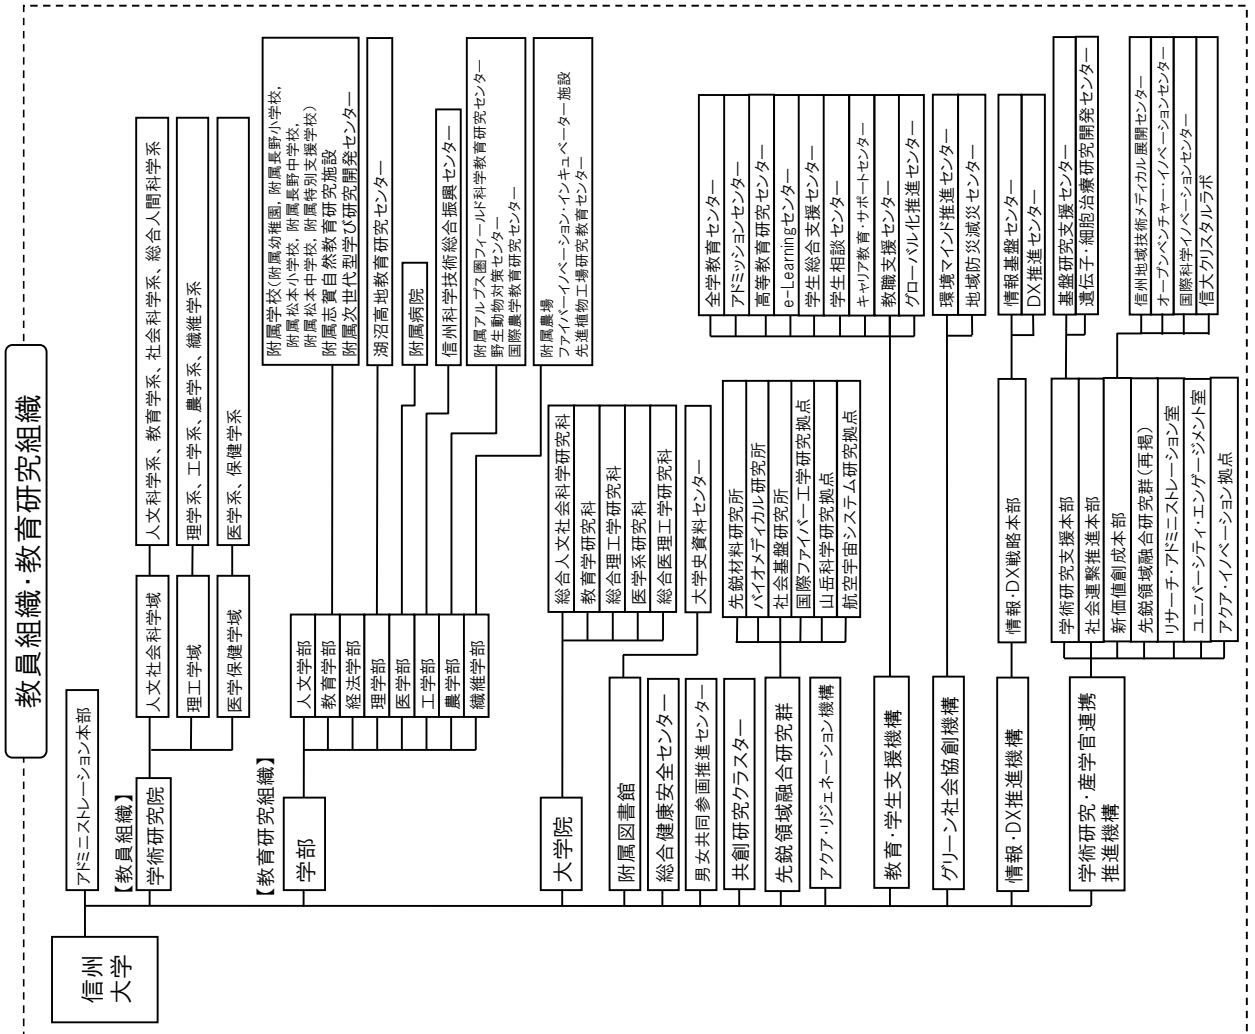 教員組織・教育研究組織
信州
大学
アドミニストレーション本部
【教員組織】
学術研究院
人文社会科学域
人文科学系、教育学系、社会科学系、総合人間科学系
理工学域
理学系、工学系、農学系、繊維学系
医学保健学域
医学系、保健学系
【教育研究組織】
学部
人文学部
教育学部
附属学校(附属幼稚園，附属長野小学校，
附属松本小学校，附属長野中学校，
附属松本中学校，附属特別支援学校)
附属志賀自然教育研究施設
附属次世代型学び研究開発センター
経法学部
理学部
湖沼高地教育研究センター
医学部
附属病院
工学部
信州科学技術総合振興センター
農学部
附属アルプス圏フィールド科学教育研究センター
野生動物対策センター
国際農学教育研究センター
繊維学部
附属農場
ファイバーイノベーション・インキュベーター施設
先進植物工場研究教育センター
大学院
総合人文社会科学研究科
教育学研究科
総合理工学研究科
医学系研究科
総合医理工学研究科
附属図書館
大学史資料センター
総合健康安全センター
男女共同参画推進センター
共創研究クラスター
先鋭領域融合研究群
先鋭材料研究所
バイオメディカル研究所
社会基盤研究所
国際ファイバー工学研究拠点
山岳科学研究拠点
航空宇宙システム研究拠点
アクア・リジェネレーション機構
教育・学生支援機構
全学教育センター
アドミッションセンター
高等教育研究センター
e-Learningセンター
学生総合支援センター
学生相談センター
キャリア教育・サポートセンター
教職支援センター
グローバル化推進センター
グリーン社会協創機構
環境マインド推進センター
地域防災減災センター
情報・DX推進機構
情報・DX戦略本部
情報基盤センター
DX推進センター
学術研究・産学官連携
推進機構
学術研究支援本部
基盤研究支援センター
遺伝子・細胞治療研究開発センター
社会連繋推進本部
新価値創成本部
信州地域技術メディカル展開センター
オープンベンチャー・イノベーションセンター
国際科学イノベーションセンター
信大クリスタルラボ
先鋭領域融合研究群(再掲)
リサーチ・アドミニストレーション室
ユニバーシティ・エンゲージメント室
アクア・イノベーション拠点